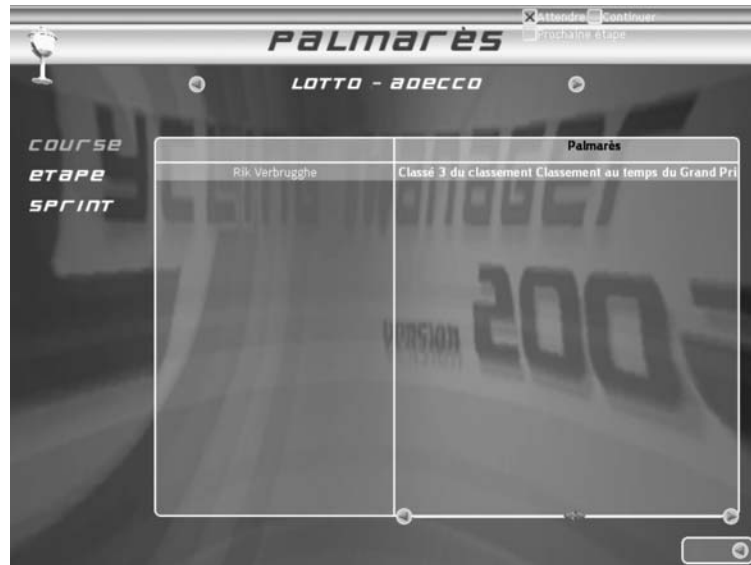 Attendre Continuer
Palmarès
Prochaine étape
LOTTO - ADECCO
COURSE
ETAPE
SPRINT
Palmarès
Rik Verbrugghe
Classé 3 du classement Classement au temps du Grand Pri
YCLING MANAGER
VERSION 200